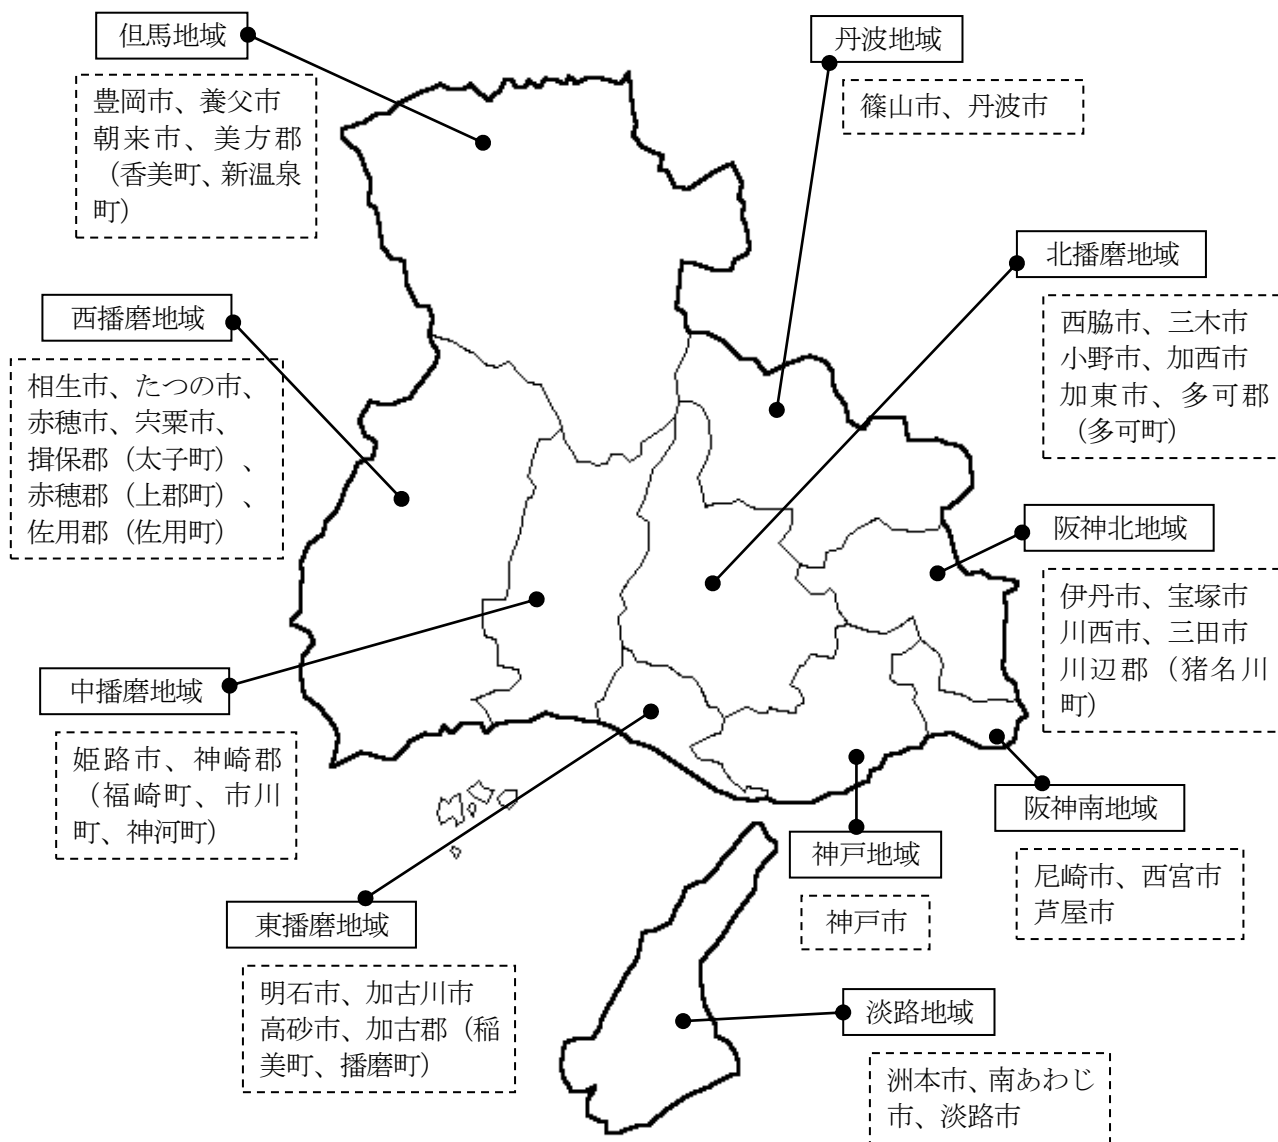 但馬地域
豊岡市、養父市
朝来市、美方郡
（香美町、新温泉
町）
丹波地域
篠山市、丹波市
北播磨地域
西脇市、三木市
小野市、加西市
加東市、多可郡
（多可町）
西播磨地域
相生市、たつの市、
赤穂市、宍粟市、
揖保郡（太子町）、
赤穂郡（上郡町）、
佐用郡（佐用町）
阪神北地域
伊丹市、宝塚市
川西市、三田市
川辺郡（猪名川
町）
中播磨地域
姫路市、神崎郡
（福崎町、市川
町、神河町）
阪神南地域
尼崎市、西宮市
芦屋市
神戸地域
神戸市
東播磨地域
明石市、加古川市
高砂市、加古郡（稲
美町、播磨町）
淡路地域
洲本市、南あわじ
市、淡路市